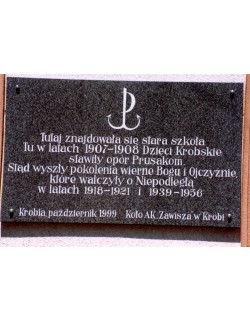 Tutaj znajdowała się stara szkoła
Tu w latach 1907-1908 Dzieci Krobskie
stawiły opór Prusakom
Stąd wyszły pokolenia wierne Bogu i Ojczyźnie
które walczyły o Niepodległą
w latach 1918-1921 i 1939-1956
Krobia październik 1999 Koło AK „Zawisza w Krobi